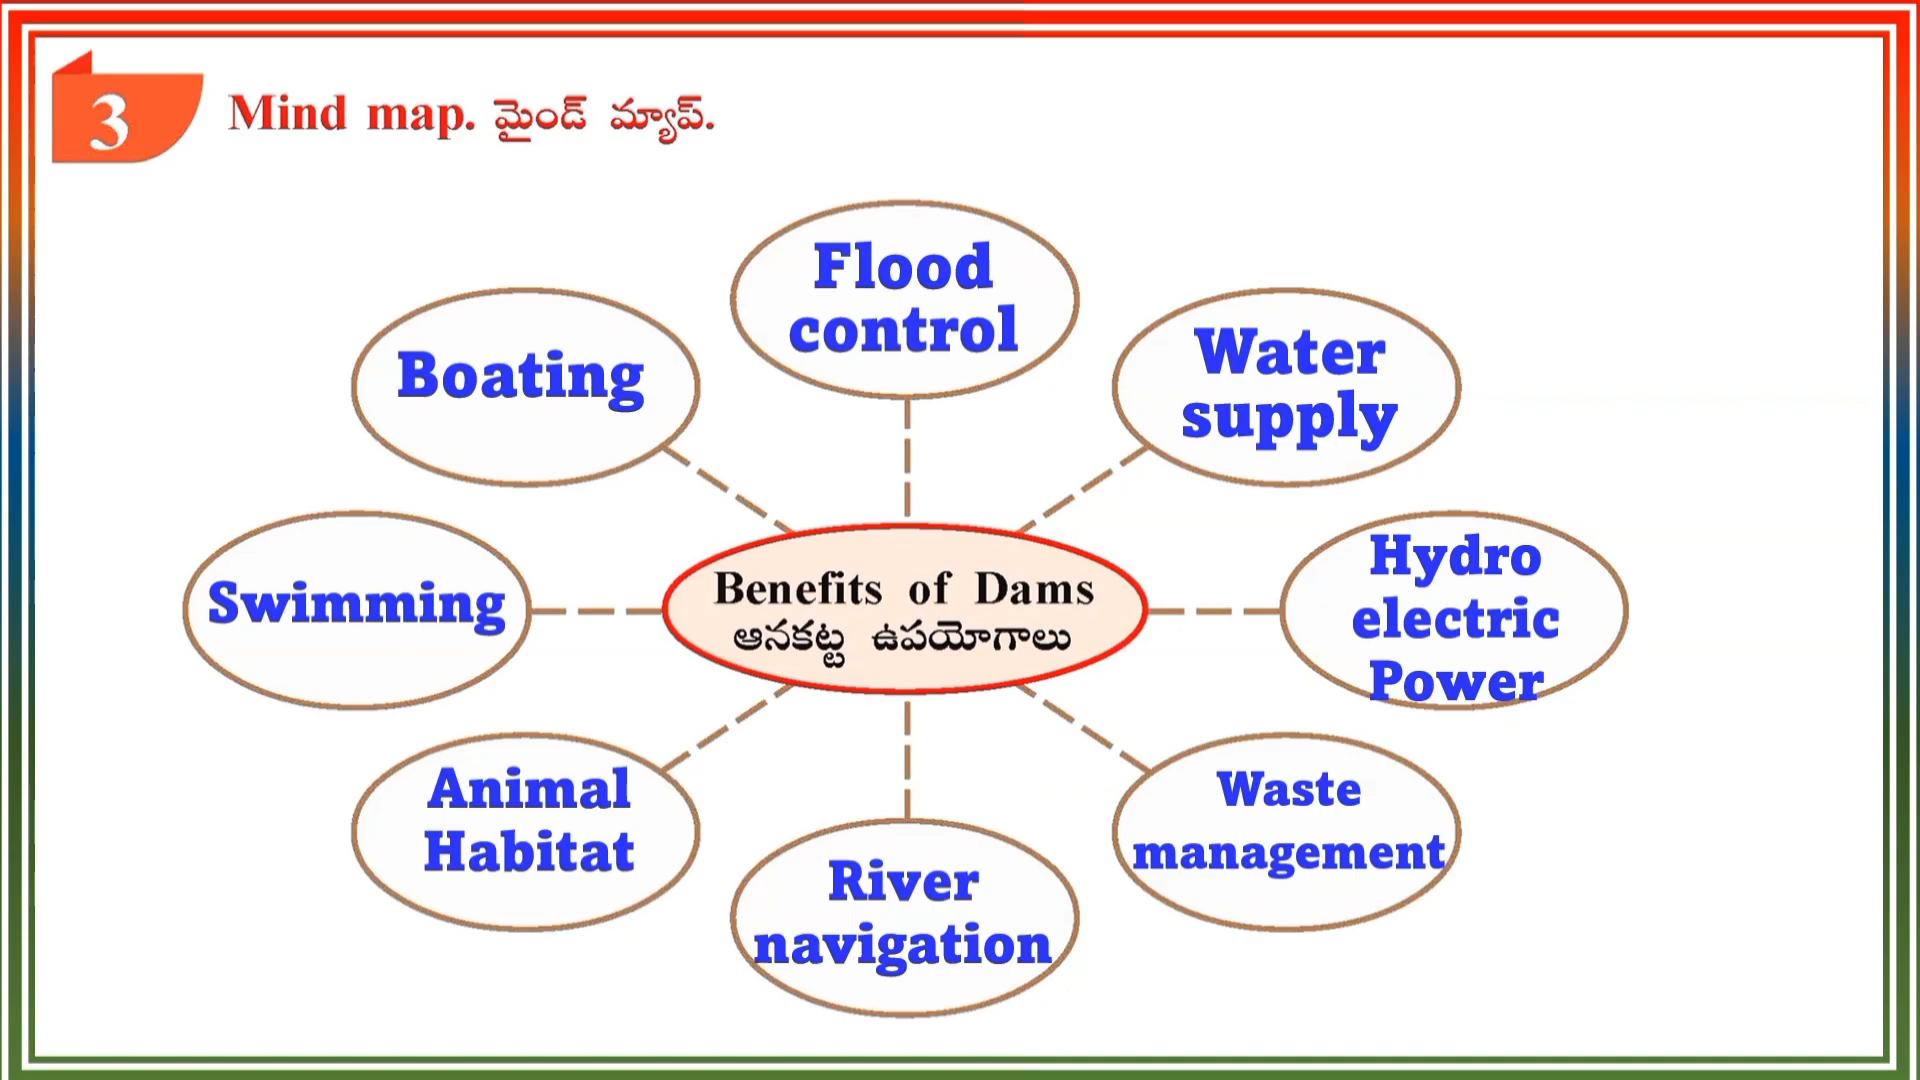 3
Mind map. మైండ్ మ్యాప్.
Flood
control
Boating
Water
supply
Swimming
Benefits of Dams
ఆనకట్ట ఉపయోగాలు
Hydro
electric
Power
Animal
Habitat
River
navigation
Waste
management